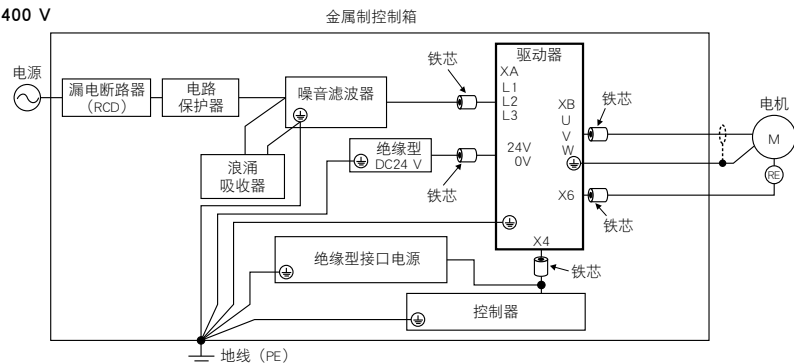 400 V
金属制控制箱
电源
漏电断路器
（RCD）
电路
保护器
噪音滤波器
浪涌
吸收器
绝缘型
DC24 V
铁芯
铁芯
驱动器
XA
L1
L2
L3
24V
0V
XB
U
V
W
X6
X4
铁芯
铁芯
铁芯
电机
M
RE
绝缘型接口电源
控制器
地线（PE）